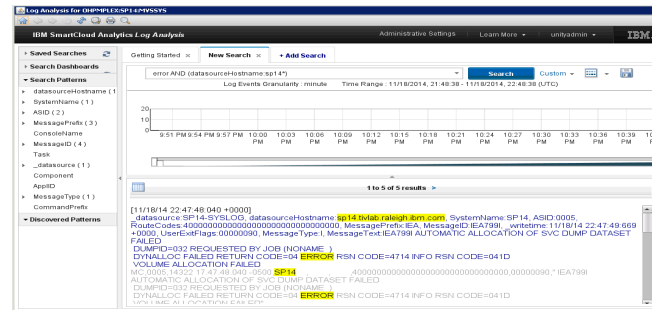 Log Analysis for OHPMPLEX:SP14:MVSSYS
IBM SmartCloud Analytics Log Analysis
Administrative Settings
Learn More
unityadmin
IBM.
Saved Searches
Search Dashboards
Search Patterns
datasourceHostname (1
SystemName (1)
ASID (2)
MessagePrefix (3)
ConsoleName
MessageID (4)
Task
_datasource (1)
Component
ApplID
MessageType (1)
CommandPrefix
Discovered Patterns
Getting Started ×
New Search ×
+ Add Search
error AND (datasourceHostname:sp14*)
Search
Custom
Log Events Granularity : minute Time Range : 11/18/2014, 21:48:38 - 11/18/2014, 22:48:38 (UTC)
20
10
0
9:51 PM 9:54 PM 9:57 PM 10:00 PM 10:03 PM 10:06 PM 10:09 PM 10:12 PM 10:15 PM 10:18 PM 10:21 PM 10:24 PM 10:27 PM 10:30 PM 10:33 PM 10:36 PM 10:39 PM
1 to 5 of 5 results
[11/18/14 22:47:48:040 +0000]
_datasource:SP14-SYSLOG, datasourceHostname:sp14.tivlab.raleigh.ibm.com, SystemName:SP14, ASID:0005,
MessagePrefix:IEA, MessageID:IEA799I, _writetime:11/18/14 22:47:49:669
+0000, UserExitFlags:00000090, MessageType:I, MessageText:IEA799I AUTOMATIC ALLOCATION OF SVC DUMP DATASET
FAILED
DUMPID=032 REQUESTED BY JOB (NONAME )
DYNALLOC FAILED RETURN CODE=04 ERROR RSN CODE=4714 INFO RSN CODE=041D
VOLUME ALLOCATION FAILED
MC,0005,14322 17.47.48.040 -0500,SP14
IEA799I
AUTOMATIC ALLOCATION OF SVC DUMP DATASET FAILED
DUMPID=032 REQUESTED BY JOB (NONAME )
DYNALLOC FAILED RETURN CODE=04 ERROR RSN CODE=4714 INFO RSN CODE=041D
VOLUME ALLOCATION FAILED"